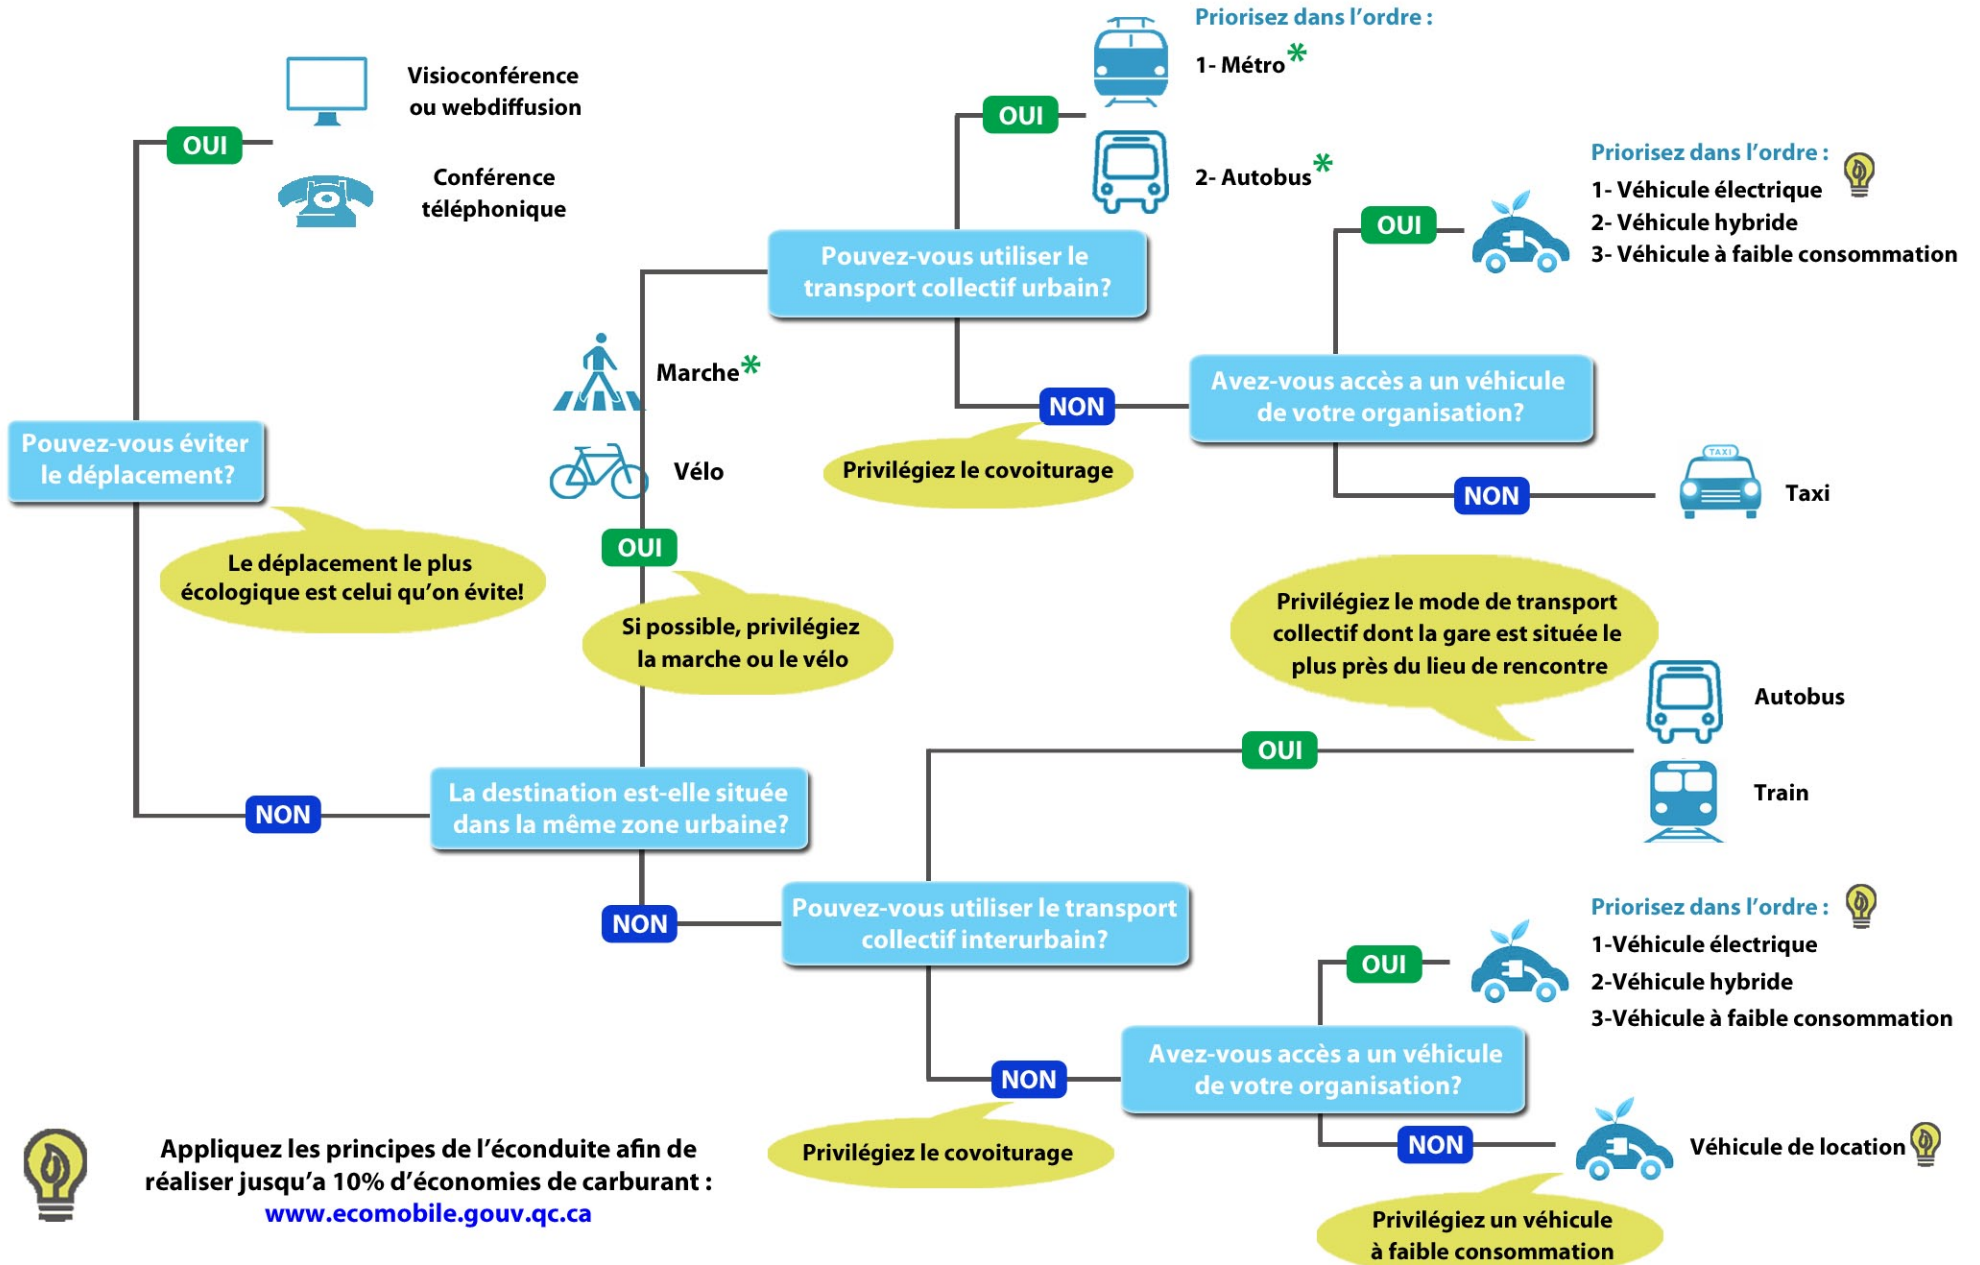 Priorisez dans l'ordre :
1- Métro*
2- Autobus*
Visioconférence
ou webdiffusion
OUI
Conférence
téléphonique
OUI
Priorisez dans l'ordre :
1- Véhicule électrique
2- Véhicule hybride
3- Véhicule à faible consommation
OUI
Pouvez-vous utiliser le
transport collectif urbain?
Marche*
Vélo
NON
Privilégiez le covoiturage
Avez-vous accès a un véhicule
de votre organisation?
NON
TAXI
Taxi
Pouvez-vous éviter
le déplacement?
Le déplacement le plus
écologique est celui qu'on évite!
OUI
Si possible, privilégiez
la marche ou le vélo
Privilégiez le mode de transport
collectif dont la gare est située le
plus près du lieu de rencontre
Autobus
OUI
Train
NON
La destination est-elle située
dans la même zone urbaine?
NON
Pouvez-vous utiliser le transport
collectif interurbain?
Priorisez dans l'ordre :
1-Véhicule électrique
2-Véhicule hybride
3-Véhicule à faible consommation
OUI
NON
Privilégiez le covoiturage
Avez-vous accès a un véhicule
de votre organisation?
NON
Véhicule de location
Privilégiez un véhicule
à faible consommation
Appliquez les principes de l'éconduite afin de
réaliser jusqu'a 10% d'économies de carburant :
www.ecomobile.gouv.qc.ca